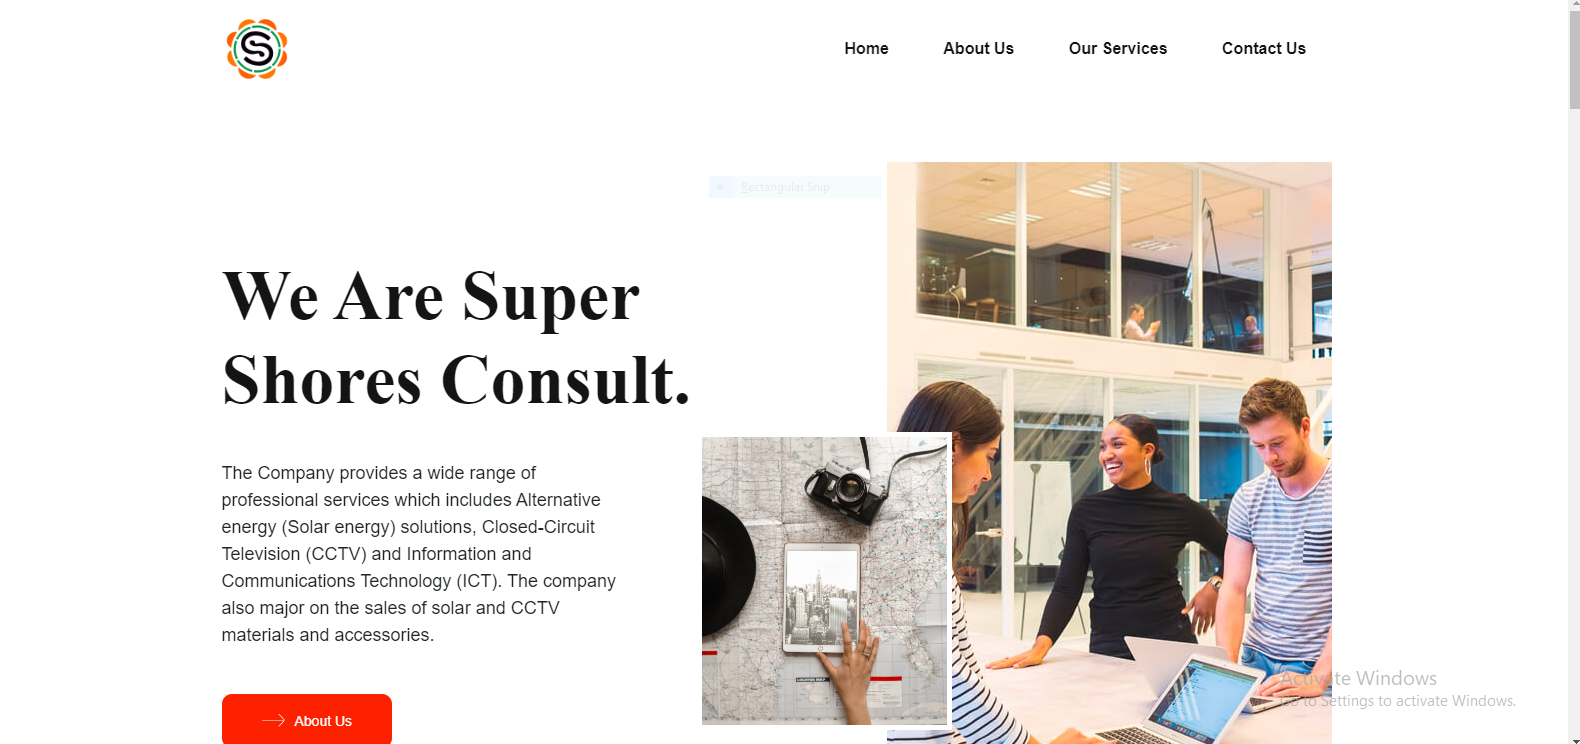 S
Home
About Us
Our Services
Contact Us
Rectangular Snip
We Are Super
Shores Consult.
The Company provides a wide range of
professional services which includes Alternative
energy (Solar energy) solutions, Closed-Circuit
Television (CCTV) and Information and
Communications Technology (ICT). The company
also major on the sales of solar and CCTV
materials and accessories.
About Us
Activate Windows
Go to Settings to activate Windows.